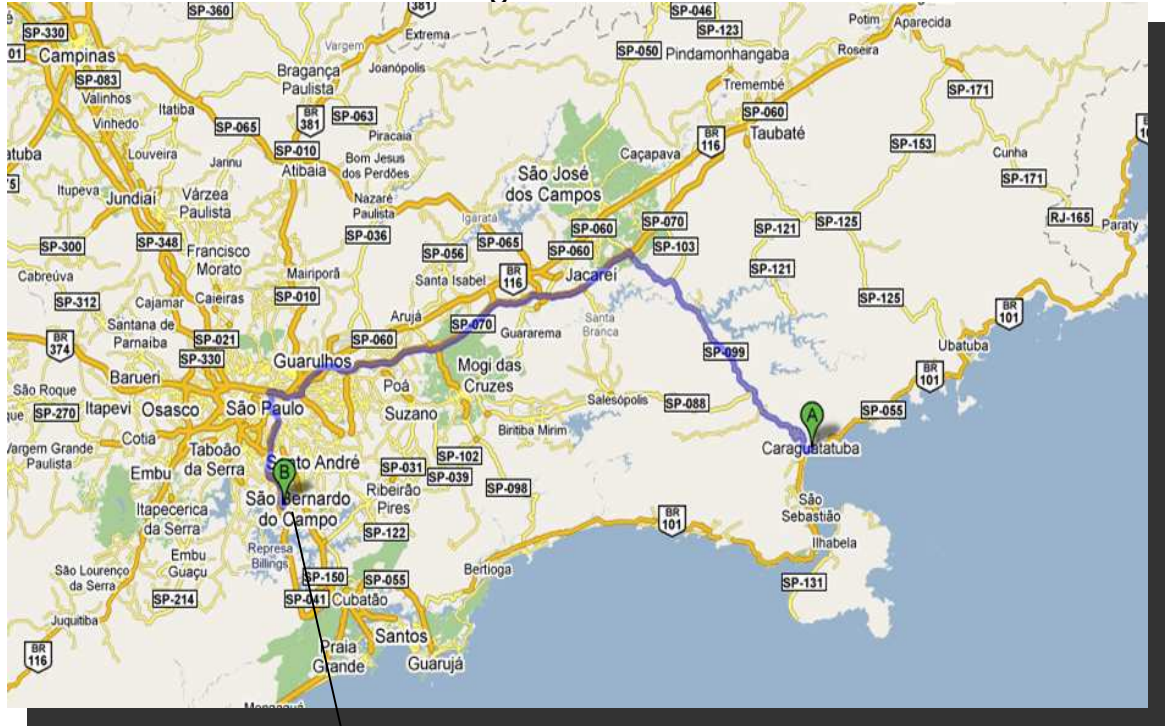 SP-360
381
SP-046
Potim
Aparecida
SP-330
Extrema
SP-123
Vargem
Roseira
01
Campinas
SP-050
Pindamonhangaba
SP-083
Bragança
Paulista
Joanópolis
Tremembé
Valinhos
Itatiba
SP-171
Vinhedo
BR
381
SP-063
SP-060
SP-065
Piracaia
BR
116
Taubaté
atuba
Louveira
Jarinu
SP-010
Bom Jesus
dos Perdões
Caçapava
SP-153
Cunha
Atibaia
São José
dos Campos
SP-171
Itupeva
Jundiaí
Várzea
Paulista
Nazaré
Paulista
Igaratá
SP-070
SP-125
RJ-165
Paraty
SP-300
SP-348
SP-036
SP-065
SP-060
SP-121
Francisco
Morato
SP-056
SP-060
SP-103
Cabreúva
Mairiporã
Santa Isabel
BR
116
Jacareí
SP-121
SP-312
Cajamar
Caieiras
SP-010
SP-125
BR
101
Arujá
Santa
Branca
Santana de
Parnaíba
SP-021
SP-070
Guararema
BR
374
SP-330
SP-060
Ubatuba
Guarulhos
SP-099
Barueri
Mogi das
Cruzes
BR
101
São Roque
Poá
SP-270
Itapevi
Osasco
São Paulo
Suzano
Salesópolis
SP-088
A
SP-055
Cotia
Biritiba Mirim
Vargem Grande
Paulista
Taboão
da Serra
Caraguatatuba
Embu
B
Santo André
SP-031
SP-102
SP-039
São Bernardo
do Campo
Ribeirão
Pires
SP-098
São
Sebastião
Itapecerica
da Serra
BR
101
SP-122
Ilhabela
Embu
Guaçu
Represa
Billings
Bertioga
São Lourenço
da Serra
SP-150
SP-055
SP-131
SP-214
SP-041
Cubatão
Juquitiba
Santos
BR
116
Praia
Grande
Guarujá